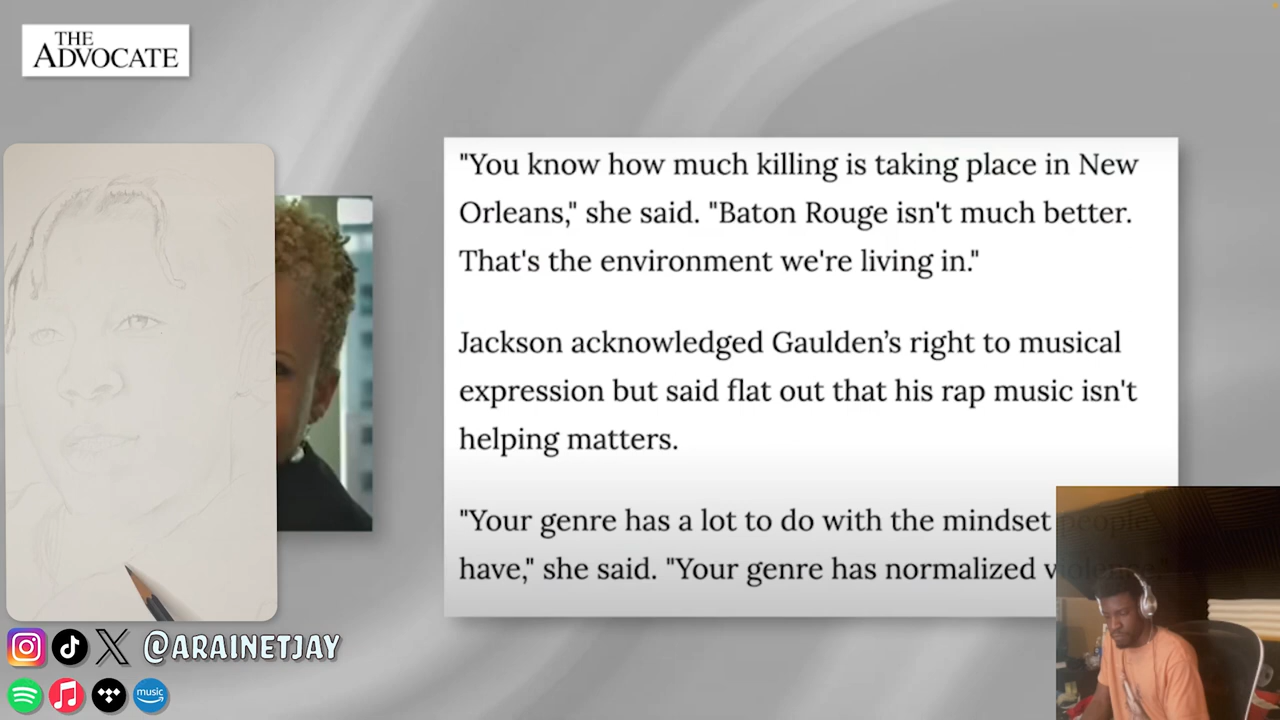 THE
ADVOCATE
"You know how much killing is taking place in New
Orleans," she said. "Baton Rouge isn't much better.
That's the environment we're living in."
Jackson acknowledged Gaulden’s right to musical
expression but said flat out that his rap music isn't
helping matters.
"Your genre has a lot to do with the mindset people
have," she said. "Your genre has normalized violence."
@ARAINETJAY
music